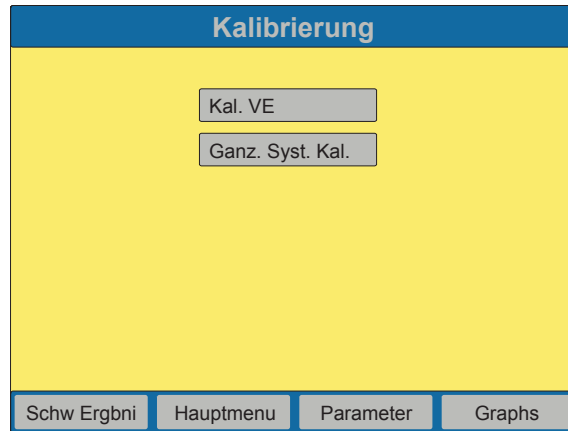 Kalibrierung
Kal. VE
Ganz. Syst. Kal.
Schw Ergbni Hauptmenu Parameter Graphs